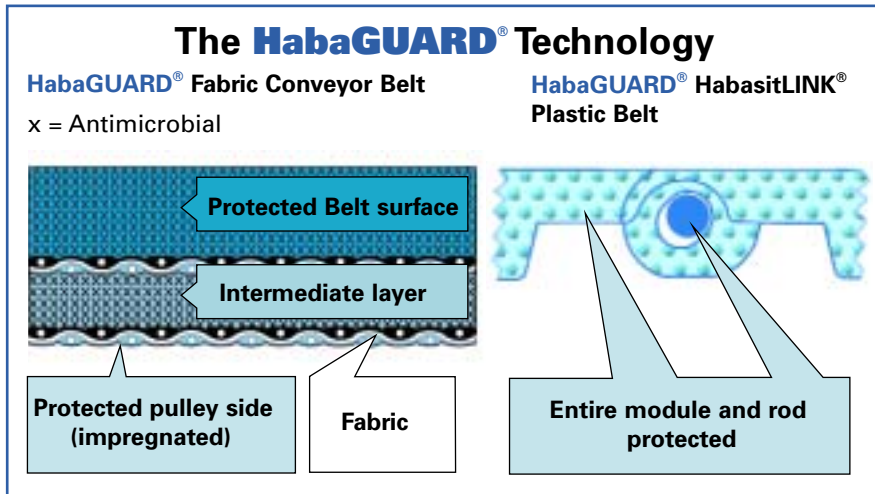 The HabaGUARD® Technology
HabaGUARD® Fabric Conveyor Belt
x = Antimicrobial
Protected Belt surface
Intermediate layer
Protected pulley side
(impregnated)
Fabric
HabaGUARD® HabasitLINK®
Plastic Belt
Entire module and rod
protected